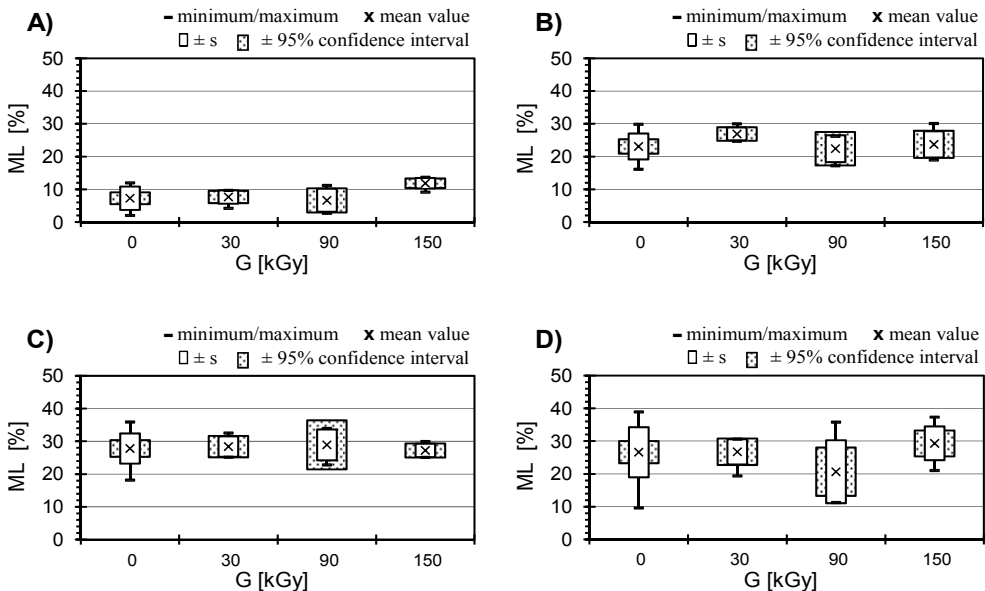 A)
– minimum/maximum x mean value
± s ± 95% confidence interval
50
40
30
20
10
0
ML [%]
0 30 90 150
G [kGy]
B)
– minimum/maximum x mean value
± s ± 95% confidence interval
50
40
30
20
10
0
ML [%]
0 30 90 150
G [kGy]
C)
– minimum/maximum x mean value
± s ± 95% confidence interval
50
40
30
20
10
0
ML [%]
0 30 90 150
G [kGy]
D)
– minimum/maximum x mean value
± s ± 95% confidence interval
50
40
30
20
10
0
ML [%]
0 30 90 150
G [kGy]